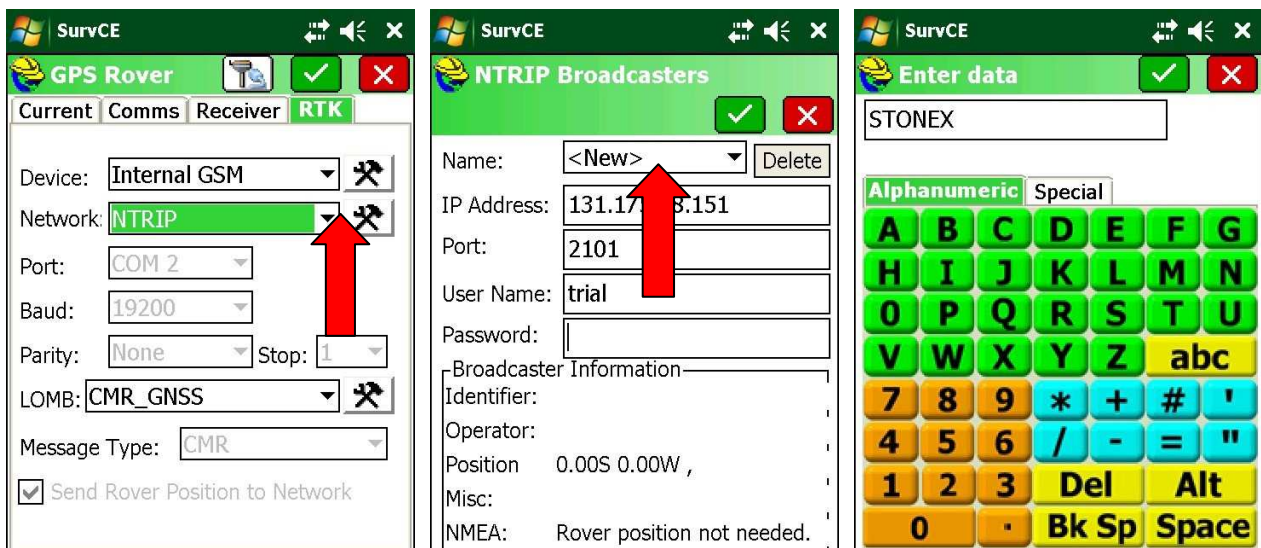 SurvCE
GPS Rover
Current Comms Receiver RTK
Device: Internal GSM
Network: NTRIP
Port: COM 2
Baud: 19200
Parity: None Stop: 1
LOMB: CMR_GNSS
Message Type: CMR
Send Rover Position to Network
SurvCE
NTRIP Broadcasters
Name: <New> Delete
IP Address: 131.17 8.151
Port: 2101
User Name: trial
Password:
Broadcaster Information
Identifier:
Operator:
Position 0.00S 0.00W ,
Misc:
NMEA: Rover position not needed.
SurvCE
Enter data
STONEX
Alphanumeric Special
A B C D E F G
H I J K L M N
O P Q R S T U
V W X Y Z abc
7 8 9 * + # '
4 5 6 / - = "
1 2 3 Del Alt
0 . Bk Sp Space